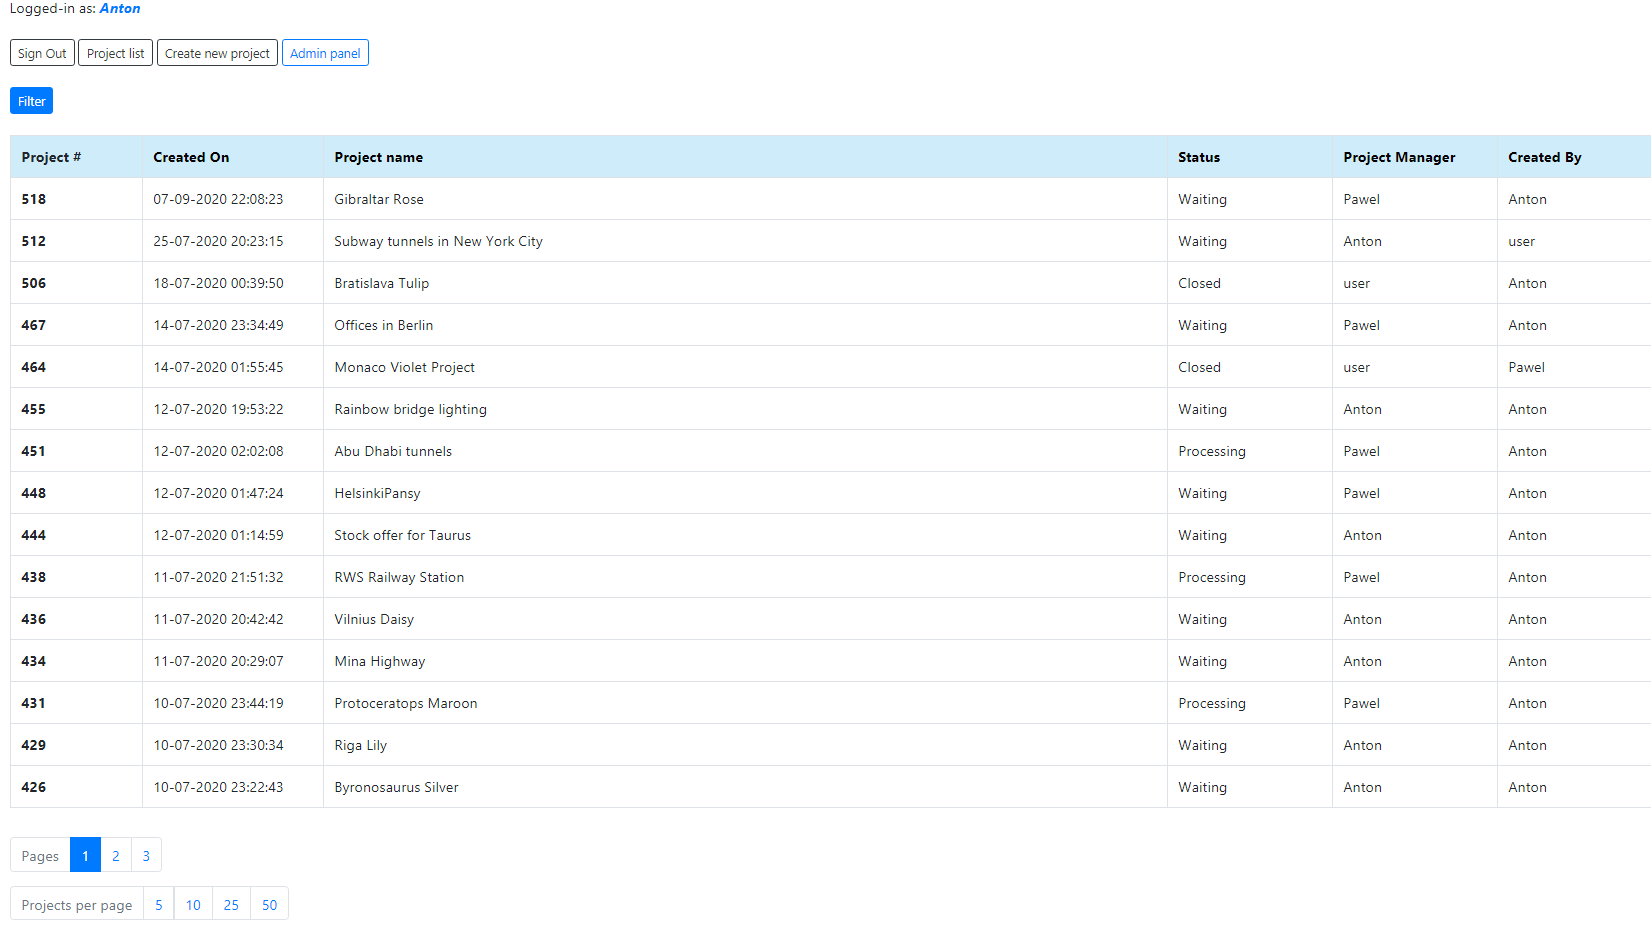 Logged-in as: Anton
Sign Out Project list Create new project Admin panel
Filter
Project # Created On Project name Status Project Manager Created By
518 07-09-2020 22:08:23 Gibraltar Rose Waiting Pawel Anton
512 25-07-2020 20:23:15 Subway tunnels in New York City Waiting Anton user
506 18-07-2020 00:39:50 Bratislava Tulip Closed user Anton
467 14-07-2020 23:34:49 Offices in Berlin Waiting Pawel Anton
464 14-07-2020 01:55:45 Monaco Violet Project Closed user Pawel
455 12-07-2020 19:53:22 Rainbow bridge lighting Waiting Anton Anton
451 12-07-2020 02:02:08 Abu Dhabi tunnels Processing Pawel Anton
448 12-07-2020 01:47:24 HelsinkiPansy Waiting Pawel Anton
444 12-07-2020 01:14:59 Stock offer for Taurus Waiting Anton Anton
438 11-07-2020 21:51:32 RWS Railway Station Processing Pawel Anton
436 11-07-2020 20:42:42 Vilnius Daisy Waiting Anton Anton
434 11-07-2020 20:29:07 Mina Highway Waiting Anton Anton
431 10-07-2020 23:44:19 Protoceratops Maroon Processing Pawel Anton
429 10-07-2020 23:30:34 Riga Lily Waiting Anton Anton
426 10-07-2020 23:22:43 Byronosaurus Silver Waiting Anton Anton
Pages 1 2 3
Projects per page 5 10 25 50